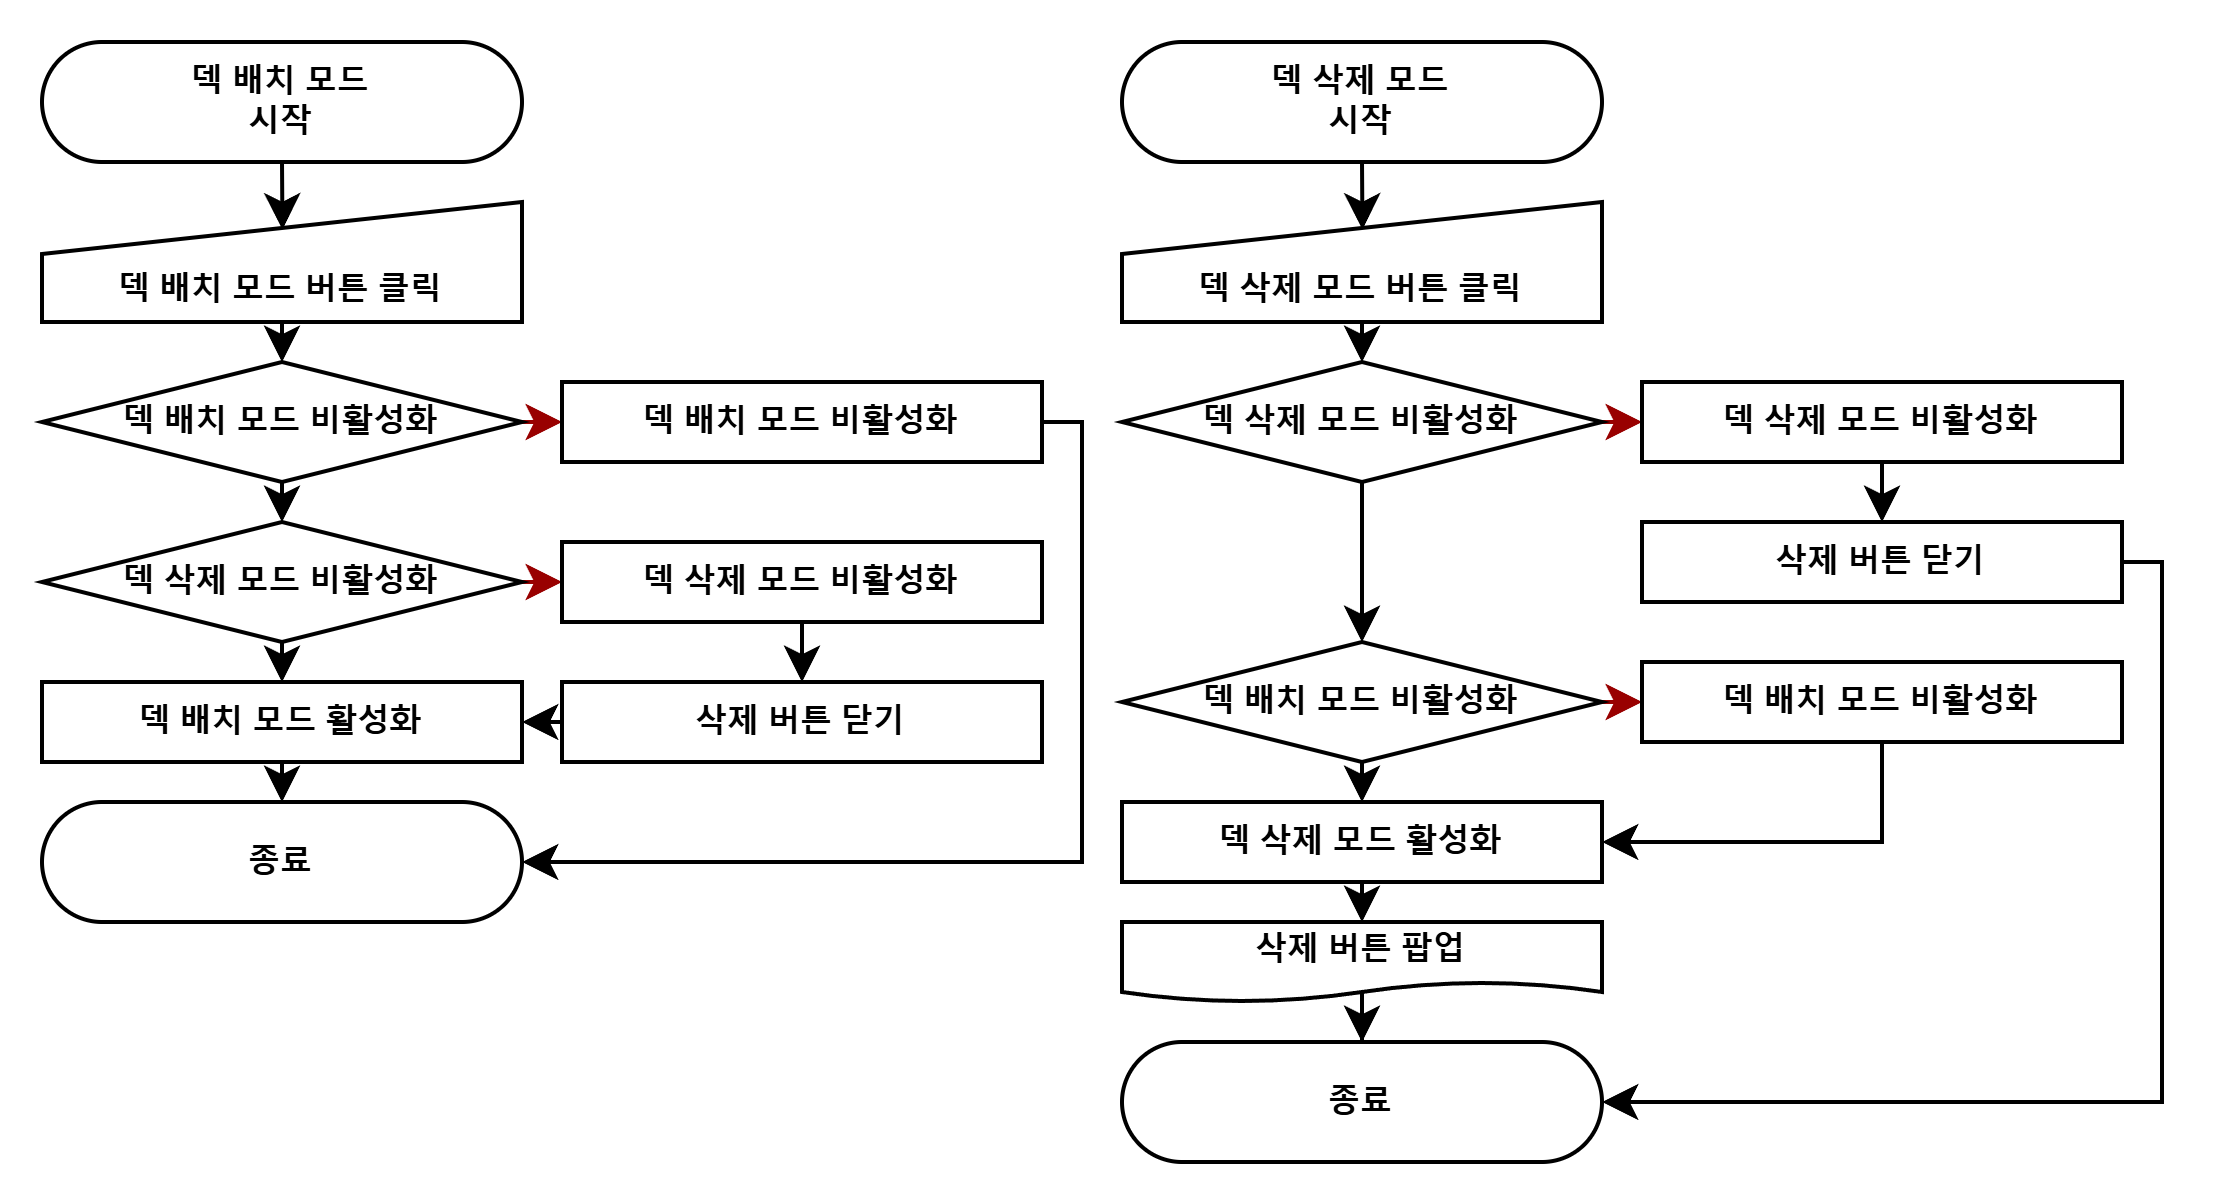 덱 배치 모드
시작
덱 배치 모드 버튼 클릭
덱 배치 모드 비활성화
덱 배치 모드 비활성화
덱 삭제 모드 비활성화
덱 삭제 모드 비활성화
덱 배치 모드 활성화
삭제 버튼 닫기
종료
덱 삭제 모드
시작
덱 삭제 모드 버튼 클릭
덱 삭제 모드 비활성화
덱 삭제 모드 비활성화
삭제 버튼 닫기
덱 배치 모드 비활성화
덱 배치 모드 비활성화
덱 삭제 모드 활성화
삭제 버튼 팝업
종료